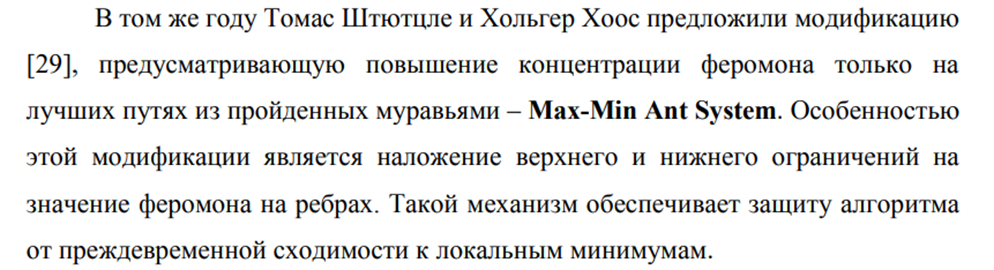 В том же году Томас Штютцле и Хольгер Хоос предложили модификацию
[29], предусматривающую повышение концентрации феромона только на
лучших путях из пройденных муравьями – Max-Min Ant System. Особенностью
этой модификации является наложение верхнего и нижнего ограничений на
значение феромона на ребрах. Такой механизм обеспечивает защиту алгоритма
от преждевременной сходимости к локальным минимумам.